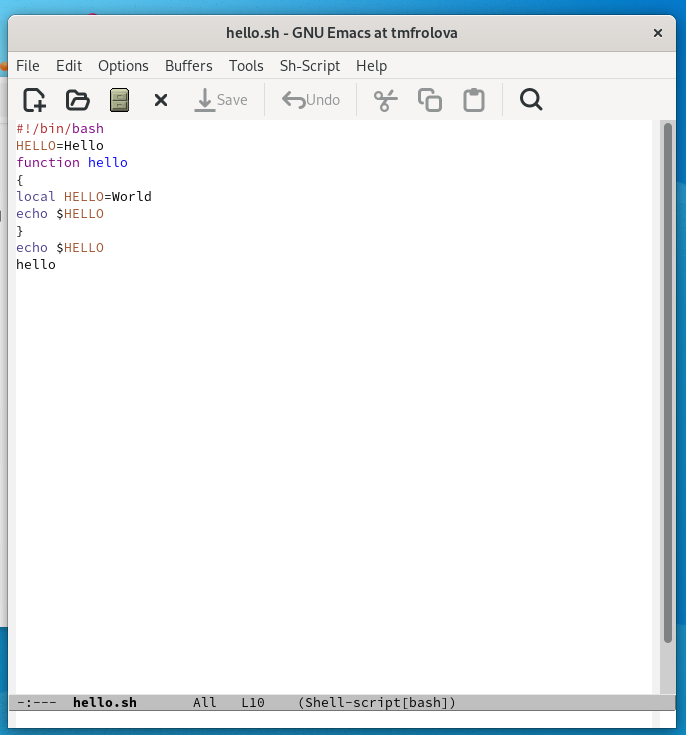 hello.sh - GNU Emacs at tmfrolova
File Edit Options Buffers Tools Sh-Script Help
Save Undo
#!/bin/bash
HELLO=Hello
function hello
{
local HELLO=World
echo $HELLO
}
echo $HELLO
hello
-:--- hello.sh All L10 (Shell-script[bash])